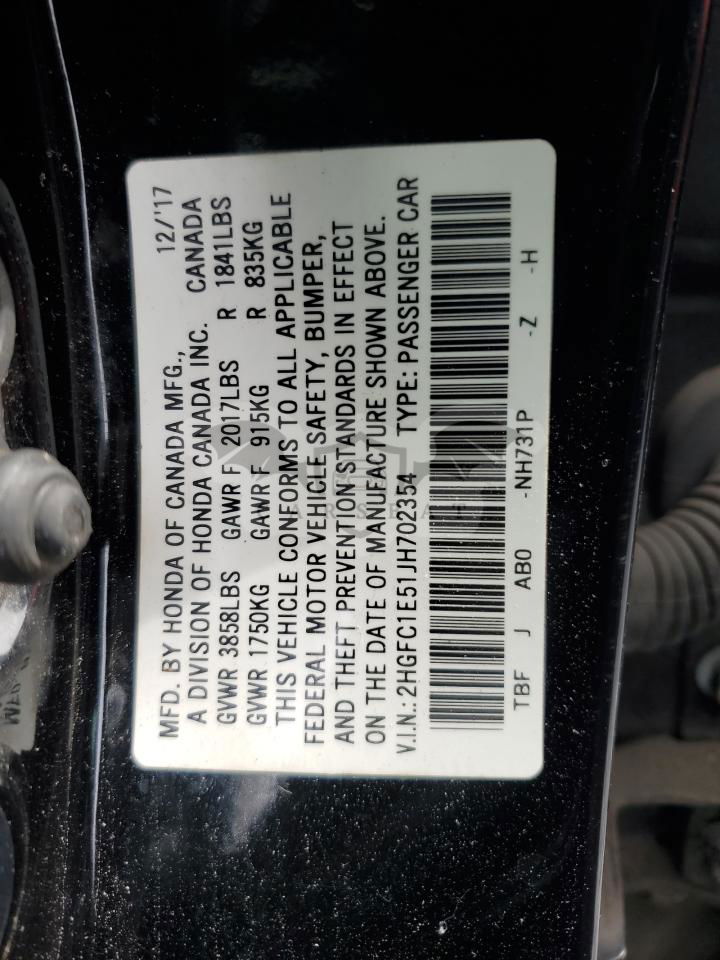 MFD. BY HONDA OF CANADA MFG., 12/'17
A DIVISION OF HONDA CANADA INC. CANADA
GVWR 3858LBS GAWR F 2017LBS R 1841LBS
GVWR 1750KG GAWR F 915KG R 835KG
THIS VEHICLE CONFORMS TO ALL APPLICABLE
FEDERAL MOTOR VEHICLE SAFETY, BUMPER,
AND THEFT PREVENTION STANDARDS IN EFFECT
ON THE DATE OF MANUFACTURE SHOWN ABOVE.
V.I.N.: 2HGFC1E51JH702354 TYPE: PASSENGER CAR
TBF J AB0 -NH731P -Z -H